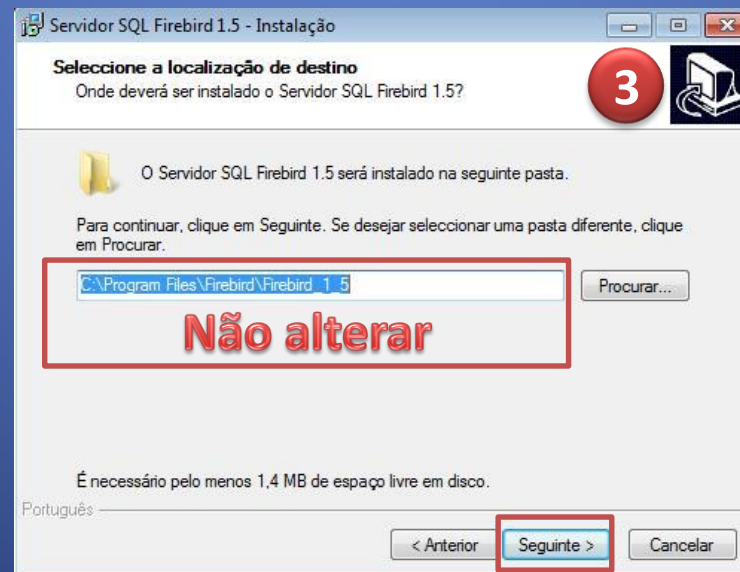 Servidor SQL Firebird 1.5 - Instalação
Seleccione a localização de destino
Onde deverá ser instalado o Servidor SQL Firebird 1.5?
3
O Servidor SQL Firebird 1.5 será instalado na seguinte pasta.
Para continuar, clique em Seguinte. Se desejar seleccionar uma pasta diferente, clique
em Procurar.
C:\Program Files\Firebird\Firebird_1_5
Procurar...
Não alterar
É necessário pelo menos 1,4 MB de espaço livre em disco.
Português
< Anterior
Seguinte >
Cancelar